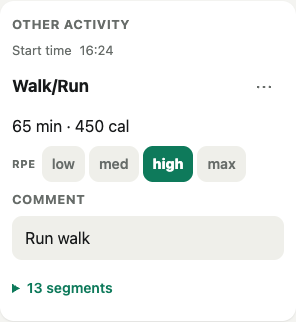 OTHER ACTIVITY
Start time 16:24
Walk/Run ...
65 min · 450 cal
RPE low med high max
COMMENT
Run walk
▶ 13 segments